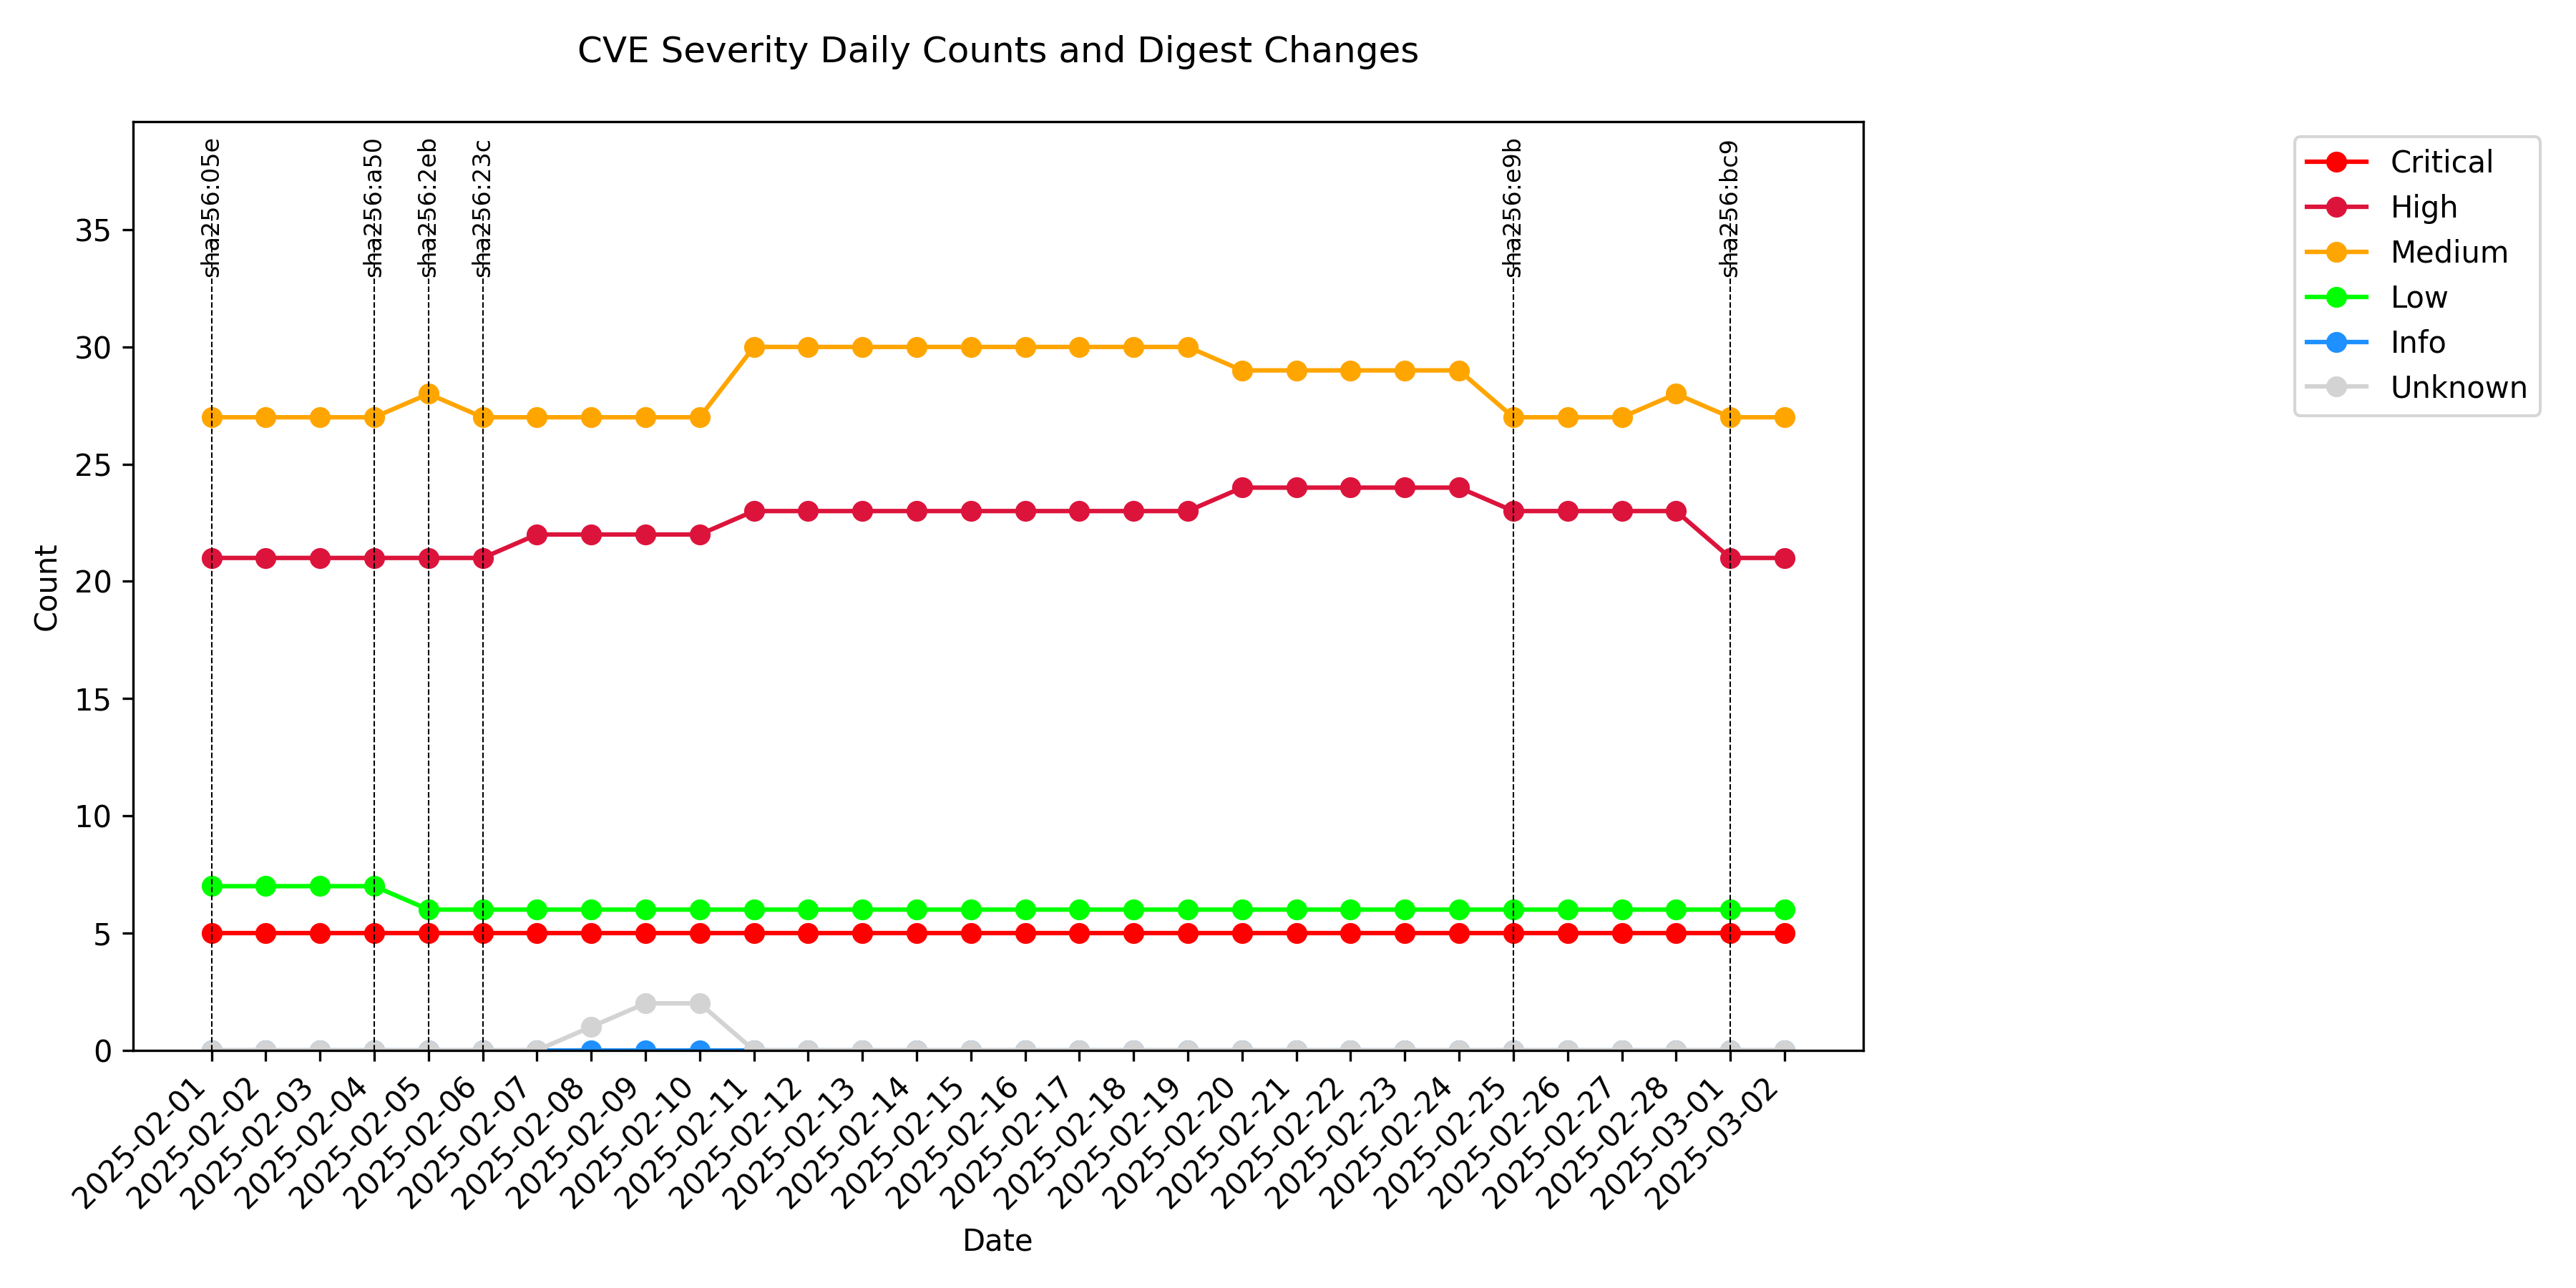 CVE Severity Daily Counts and Digest Changes
sha256:05e
sha256:a50
sha256:2eb
sha256:23c
sha256:e9b
sha256:bc9
Critical
High
Medium
Low
Info
Unknown
Count
35
30
25
20
15
10
5
0
2025-02-01
2025-02-02
2025-02-03
2025-02-04
2025-02-05
2025-02-06
2025-02-07
2025-02-08
2025-02-09
2025-02-10
2025-02-11
2025-02-12
2025-02-13
2025-02-14
2025-02-15
2025-02-16
2025-02-17
2025-02-18
2025-02-19
2025-02-20
2025-02-21
2025-02-22
2025-02-23
2025-02-24
2025-02-25
2025-02-26
2025-02-27
2025-02-28
2025-03-01
2025-03-02
Date